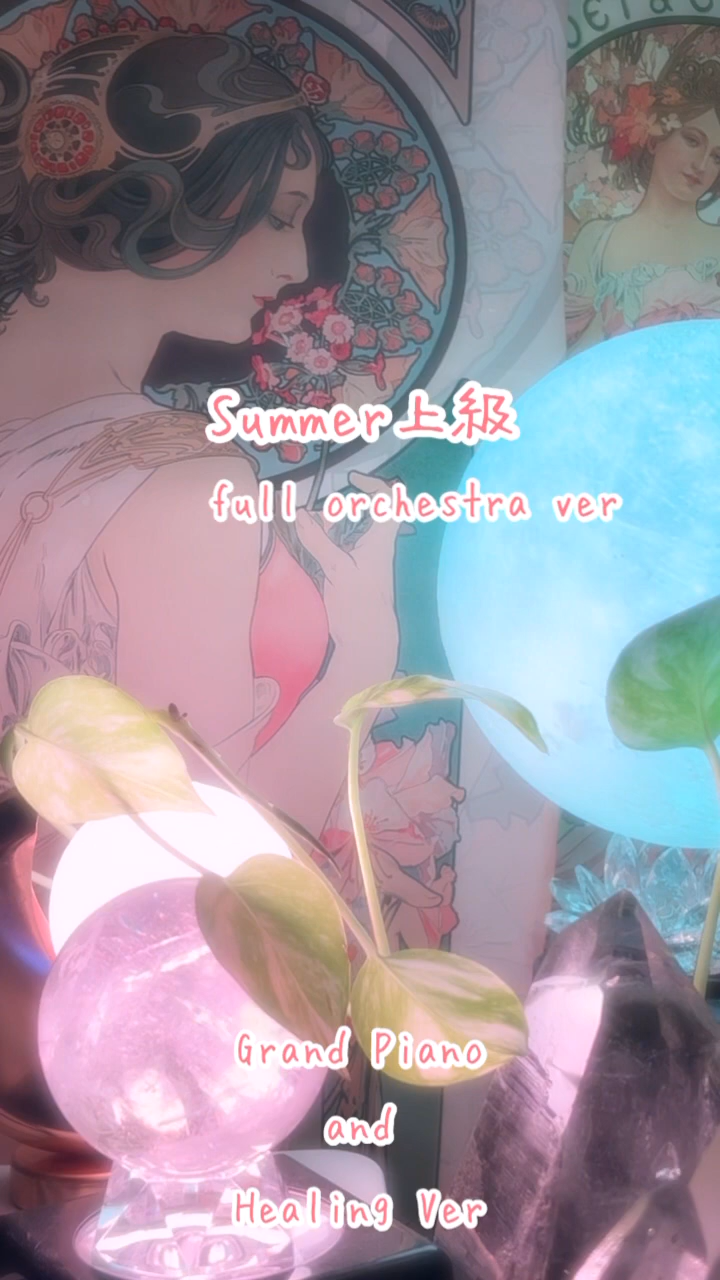 Summer上級
full orchestra ver
Grand Piano
and
Healing Ver